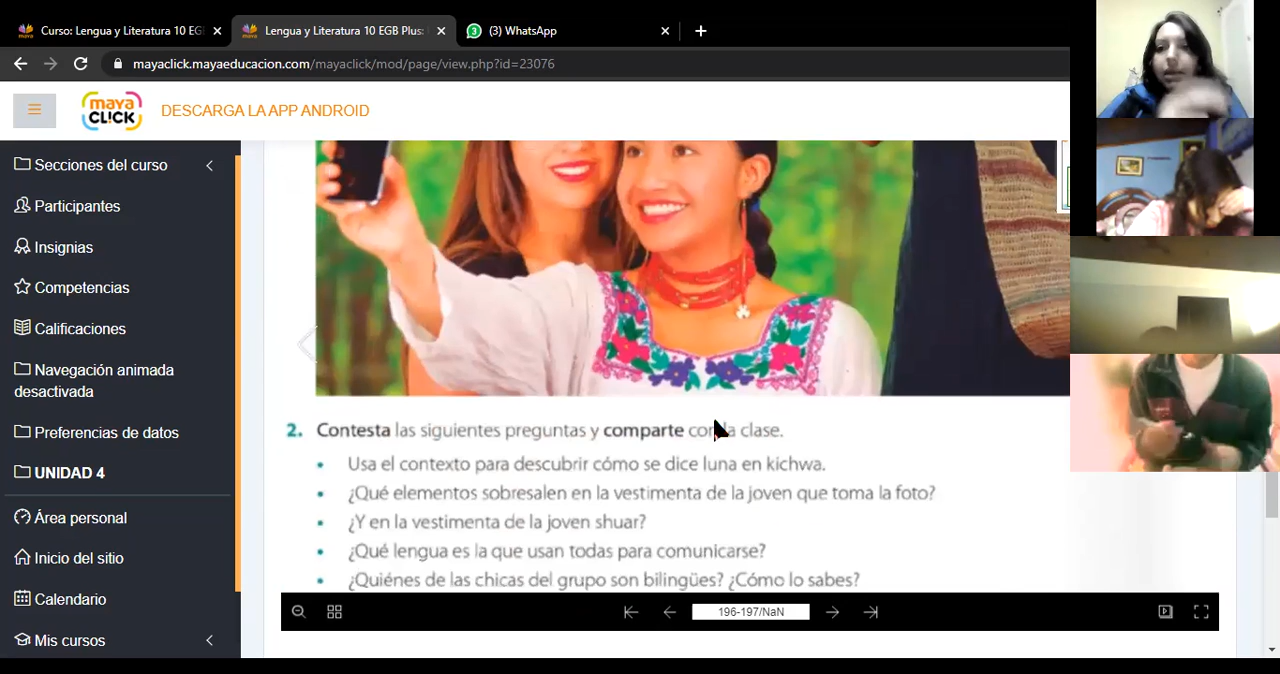 Curso: Lengua y Literatura 10 EG
Lengua y Literatura 10 EGB Plus:
3 (3) WhatsApp
mayaclick.mayaeducacion.com/mayaclick/mod/page/view.php?id=23076
maya CL!CK
DESCARGA LA APP ANDROID
Secciones del curso
Participantes
Insignias
Competencias
Calificaciones
Navegación animada
desactivada
Preferencias de datos
UNIDAD 4
Área personal
Inicio del sitio
Calendario
Mis cursos
2. Contesta las siguientes preguntas y comparte con la clase.
• Usa el contexto para descubrir cómo se dice luna en kichwa.
• ¿Qué elementos sobresalen en la vestimenta de la joven que toma la foto?
• ¿Y en la vestimenta de la joven shuar?
• ¿Qué lengua es la que usan todas para comunicarse?
• ¿Quiénes de las chicas del grupo son bilingües? ¿Cómo lo sabes?
196-197/NaN